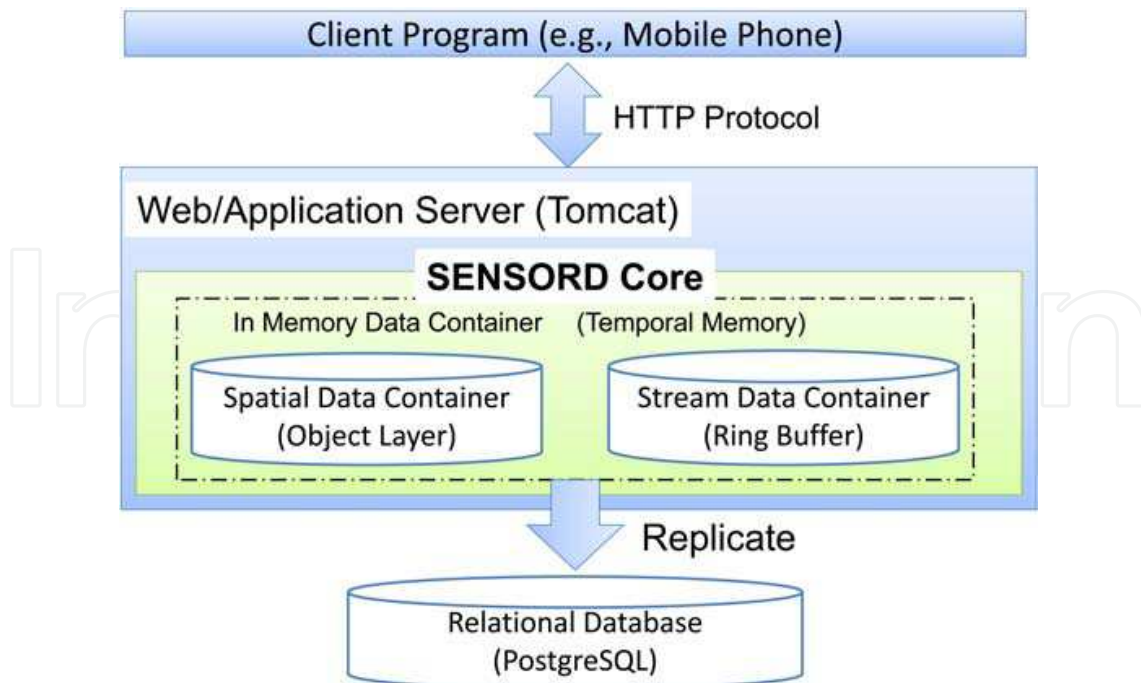 Client Program (e.g., Mobile Phone)
HTTP Protocol
Web/Application Server (Tomcat)
SENSORD Core
In Memory Data Container (Temporal Memory)
Spatial Data Container
(Object Layer)
Stream Data Container
(Ring Buffer)
Replicate
Relational Database
(PostgreSQL)